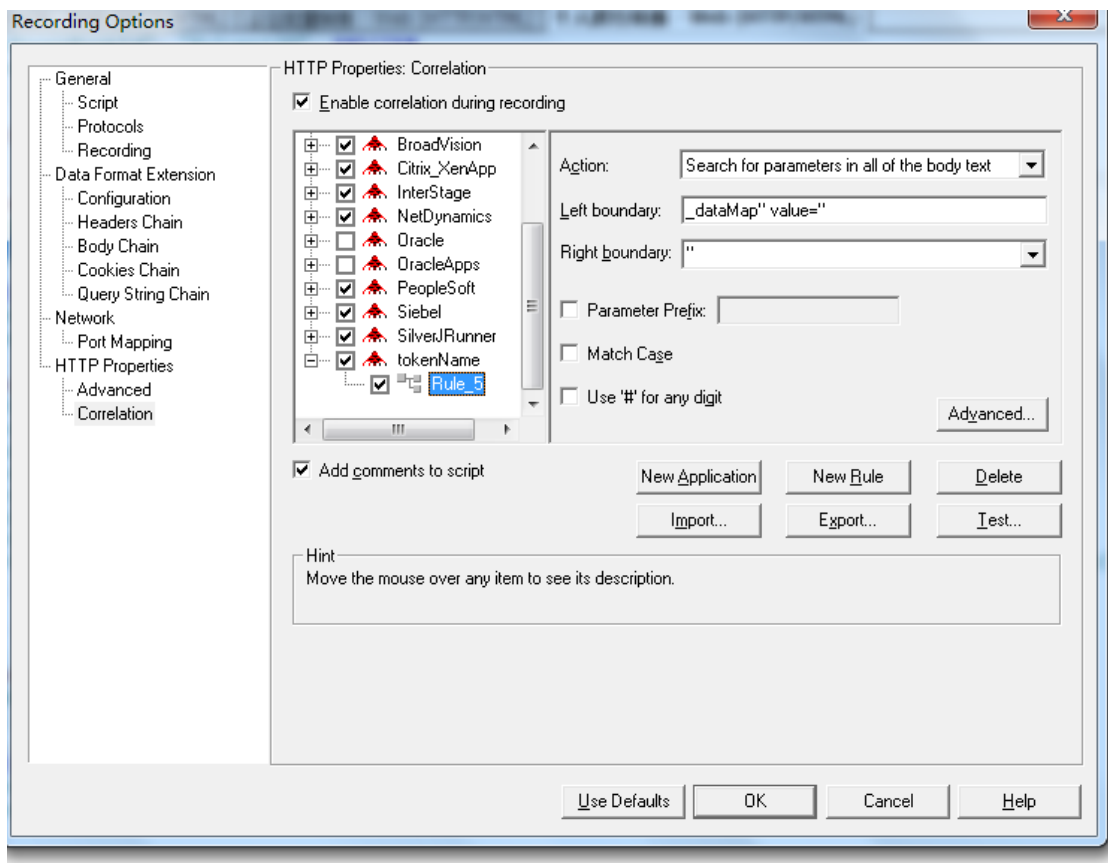 Recording Options
General
Script
Protocols
Recording
Data Format Extension
Configuration
Headers Chain
Body Chain
Cookies Chain
Query String Chain
Network
Port Mapping
HTTP Properties
Advanced
Correlation
HTTP Properties: Correlation
Enable correlation during recording
BroadVision
Citrix_XenApp
InterStage
NetDynamics
Oracle
OracleApps
PeopleSoft
Siebel
SilverJRunner
tokenName
Rule_5
Action: Search for parameters in all of the body text
Left boundary: _dataMap" value="
Right boundary: "
Parameter Prefix:
Match Case
Use '#' for any digit
Advanced...
Add comments to script
New Application New Rule Delete
Import... Export... Test...
Hint
Move the mouse over any item to see its description.
Use Defaults OK Cancel Help